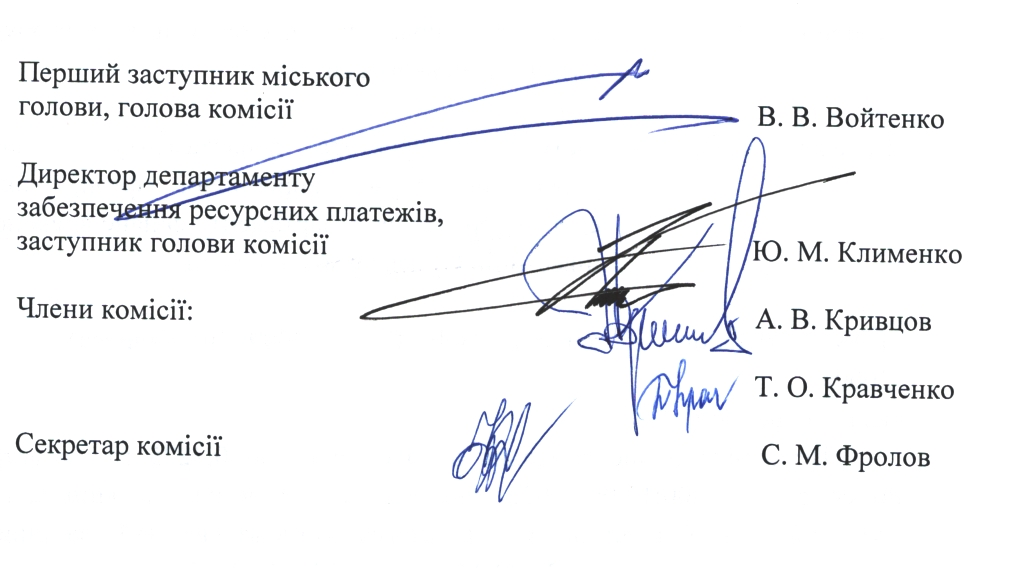 Перший заступник міського
голови, голова комісії
В. В. Войтенко
Директор департаменту
забезпечення ресурсних платежів,
заступник голови комісії
Ю. М. Клименко
Члени комісії:
А. В. Кривцов
Т. О. Кравченко
Секретар комісії
С. М. Фролов